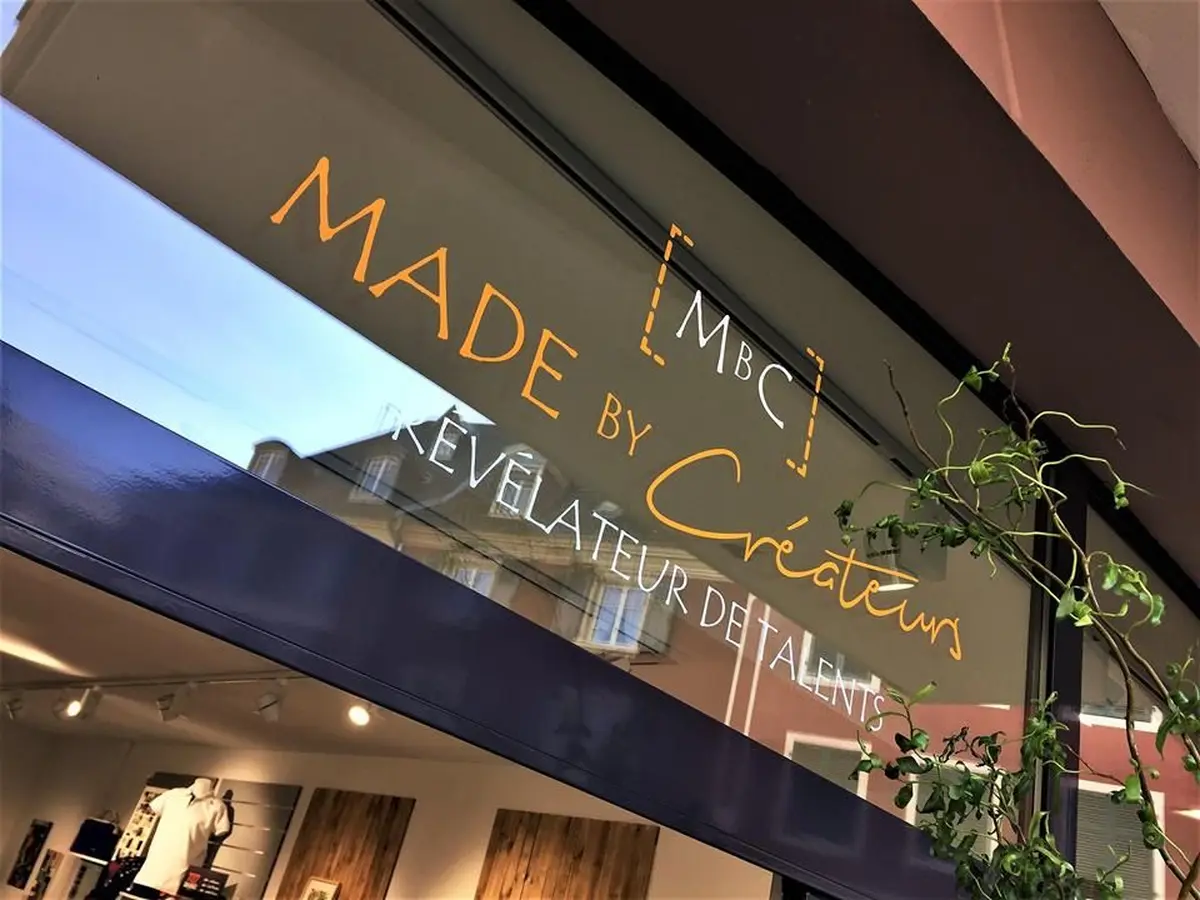 [MBC]
MADE BY Créateurs
RÉVÉLATEUR DE TALENTS